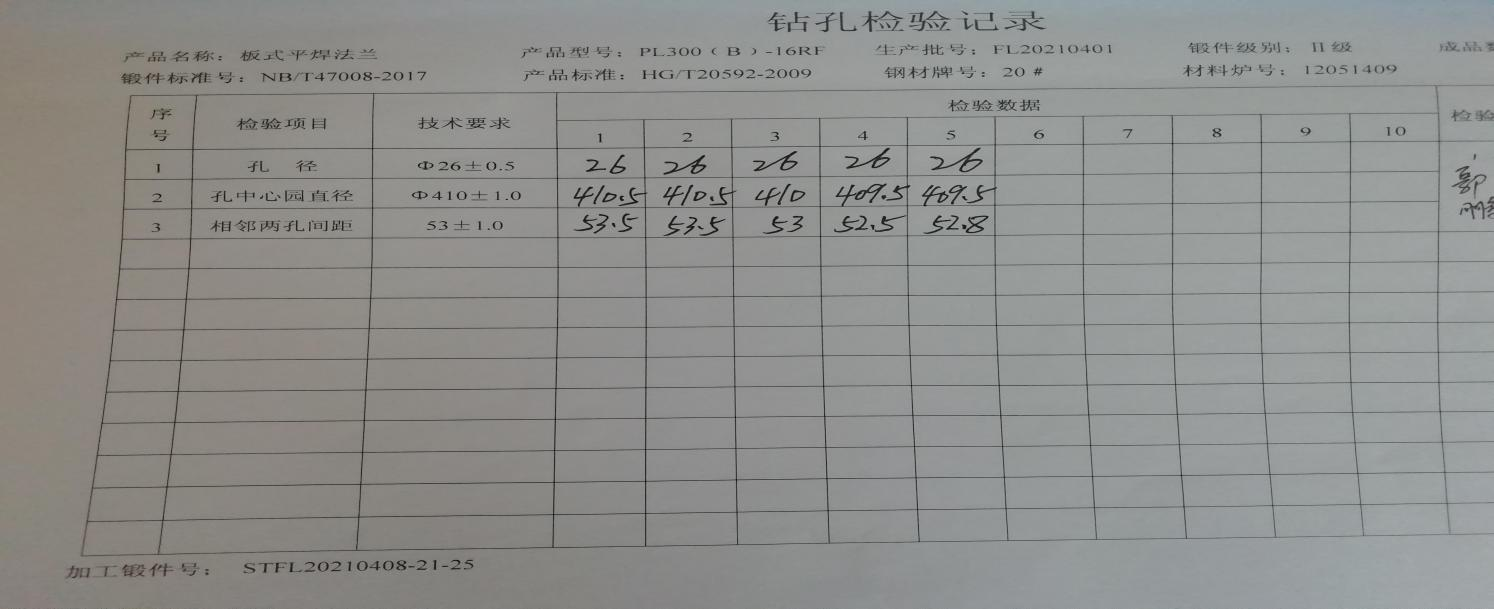 钻孔检验记录
产品名称：板式平焊法兰 产品型号：PL300（B）-16RF 生产批号：FL20210401 锻件级别：Ⅱ级 成品
锻件标准号：NB/T47008-2017 产品标准：HG/T20592-2009 钢材牌号：20# 材料炉号：12051409
序号 检验项目 技术要求 检验数据 检验
1 2 3 4 5 6 7 8 9 10
1 孔 径 Φ26±0.5 26 26 26 26 26 郭
2 孔中心园直径 Φ410±1.0 410.5 410.5 410 409.5 409.5
3 相邻两孔间距 53±1.0 53.5 53.5 53 52.5 52.8
加工锻件号： STFL20210408-21-25